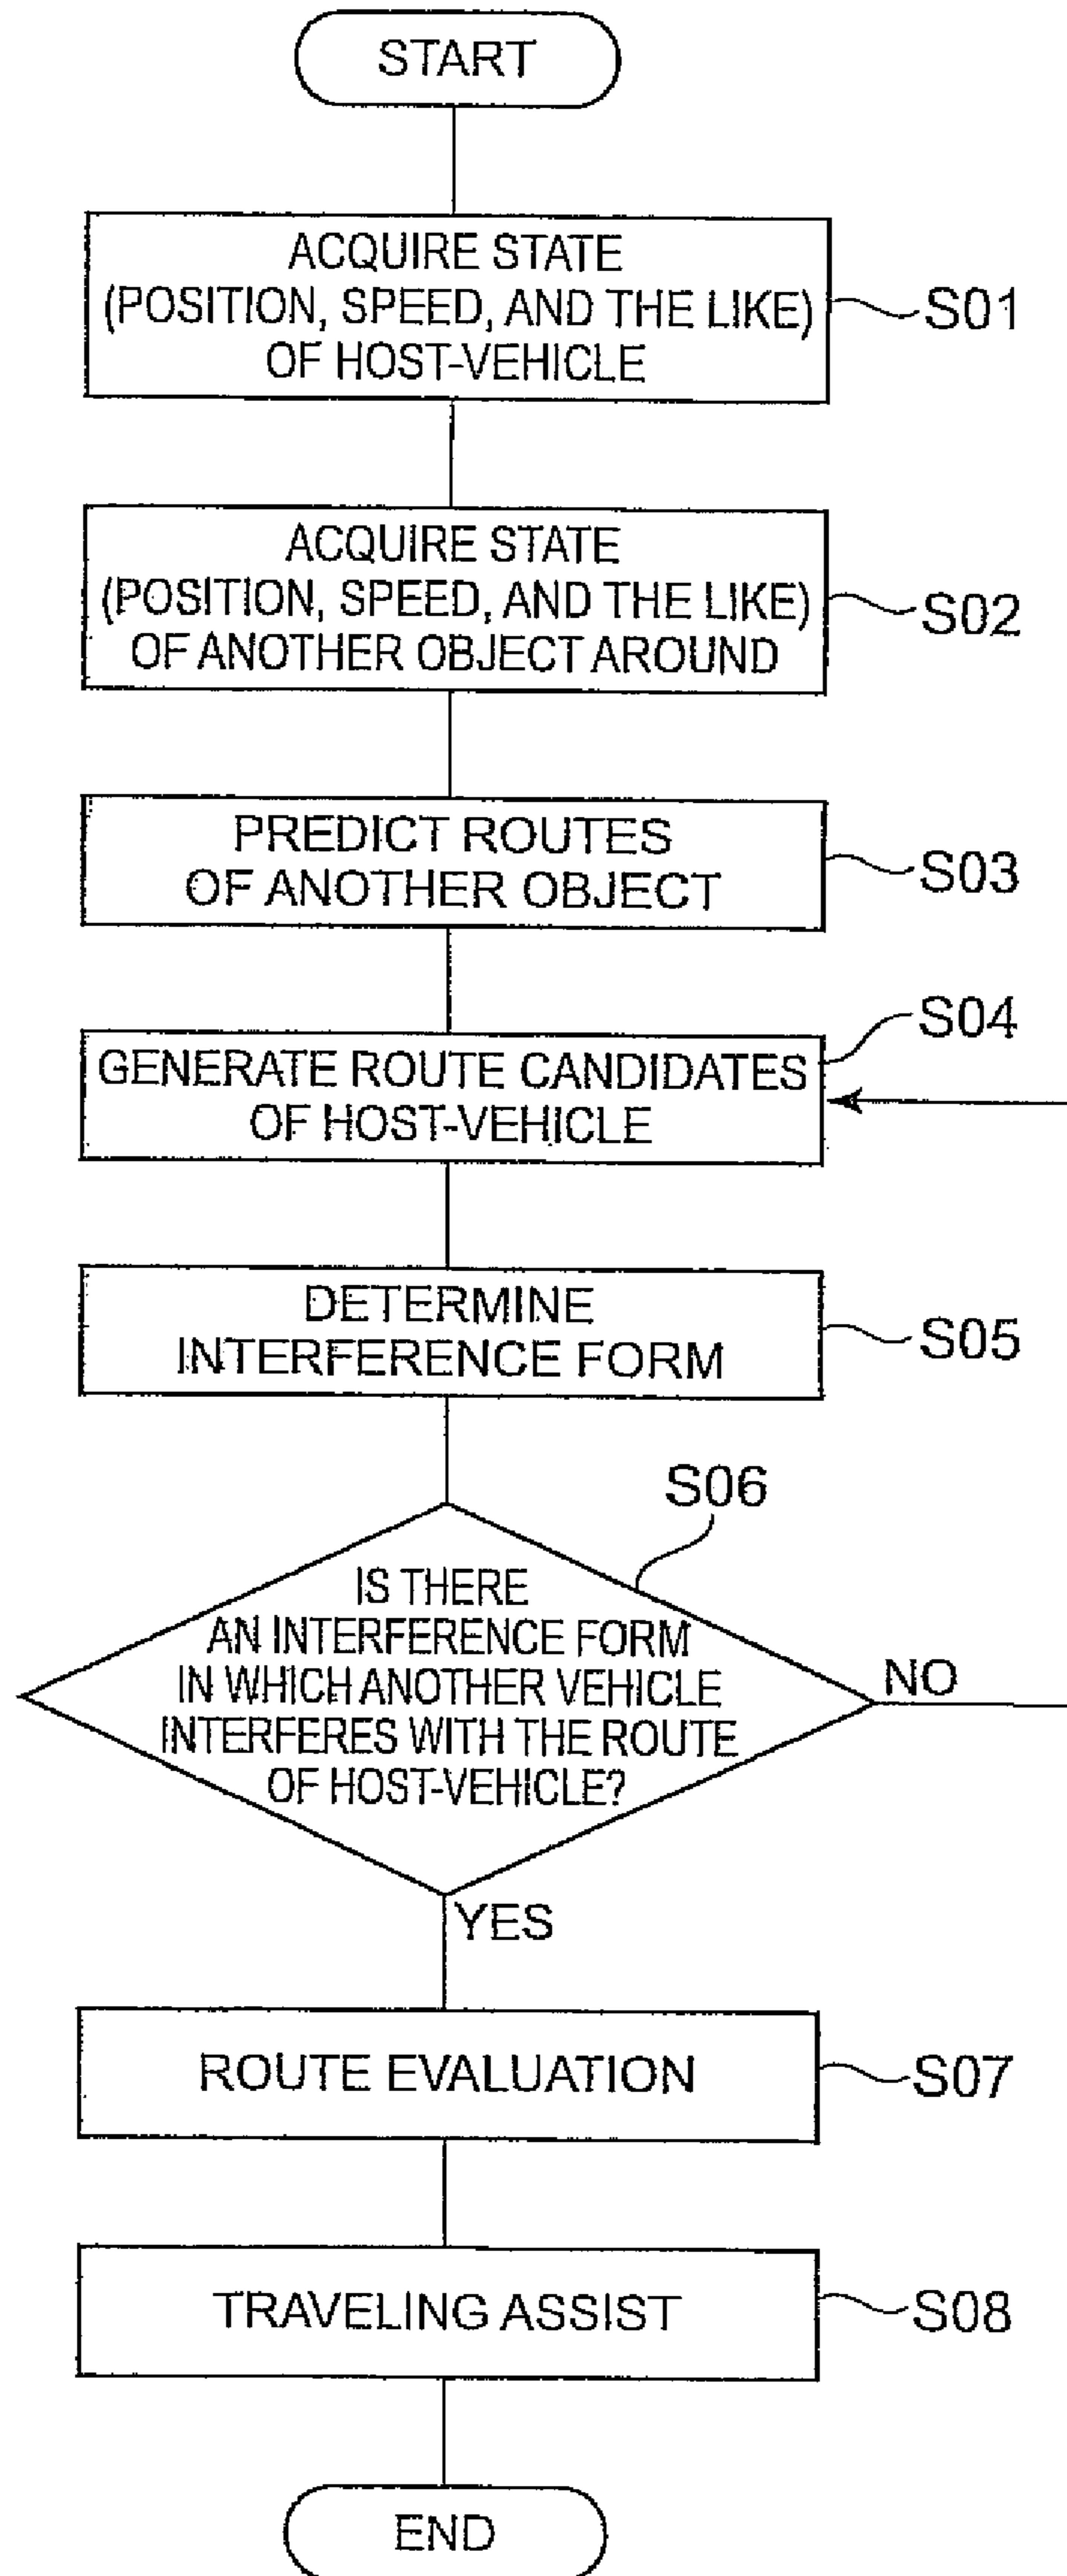 START
ACQUIRE STATE
(POSITION, SPEED, AND THE LIKE)
OF HOST-VEHICLE
S01
ACQUIRE STATE
(POSITION, SPEED, AND THE LIKE)
OF ANOTHER OBJECT AROUND
S02
PREDICT ROUTES
OF ANOTHER OBJECT
S03
S04
GENERATE ROUTE CANDIDATES
OF HOST-VEHICLE
DETERMINE
INTERFERENCE FORM
S05
S06
IS THERE
AN INTERFERENCE FORM
IN WHICH ANOTHER VEHICLE
INTERFERES WITH THE ROUTE
OF HOST-VEHICLE?
NO
YES
ROUTE EVALUATION
S07
TRAVELING ASSIST
S08
END